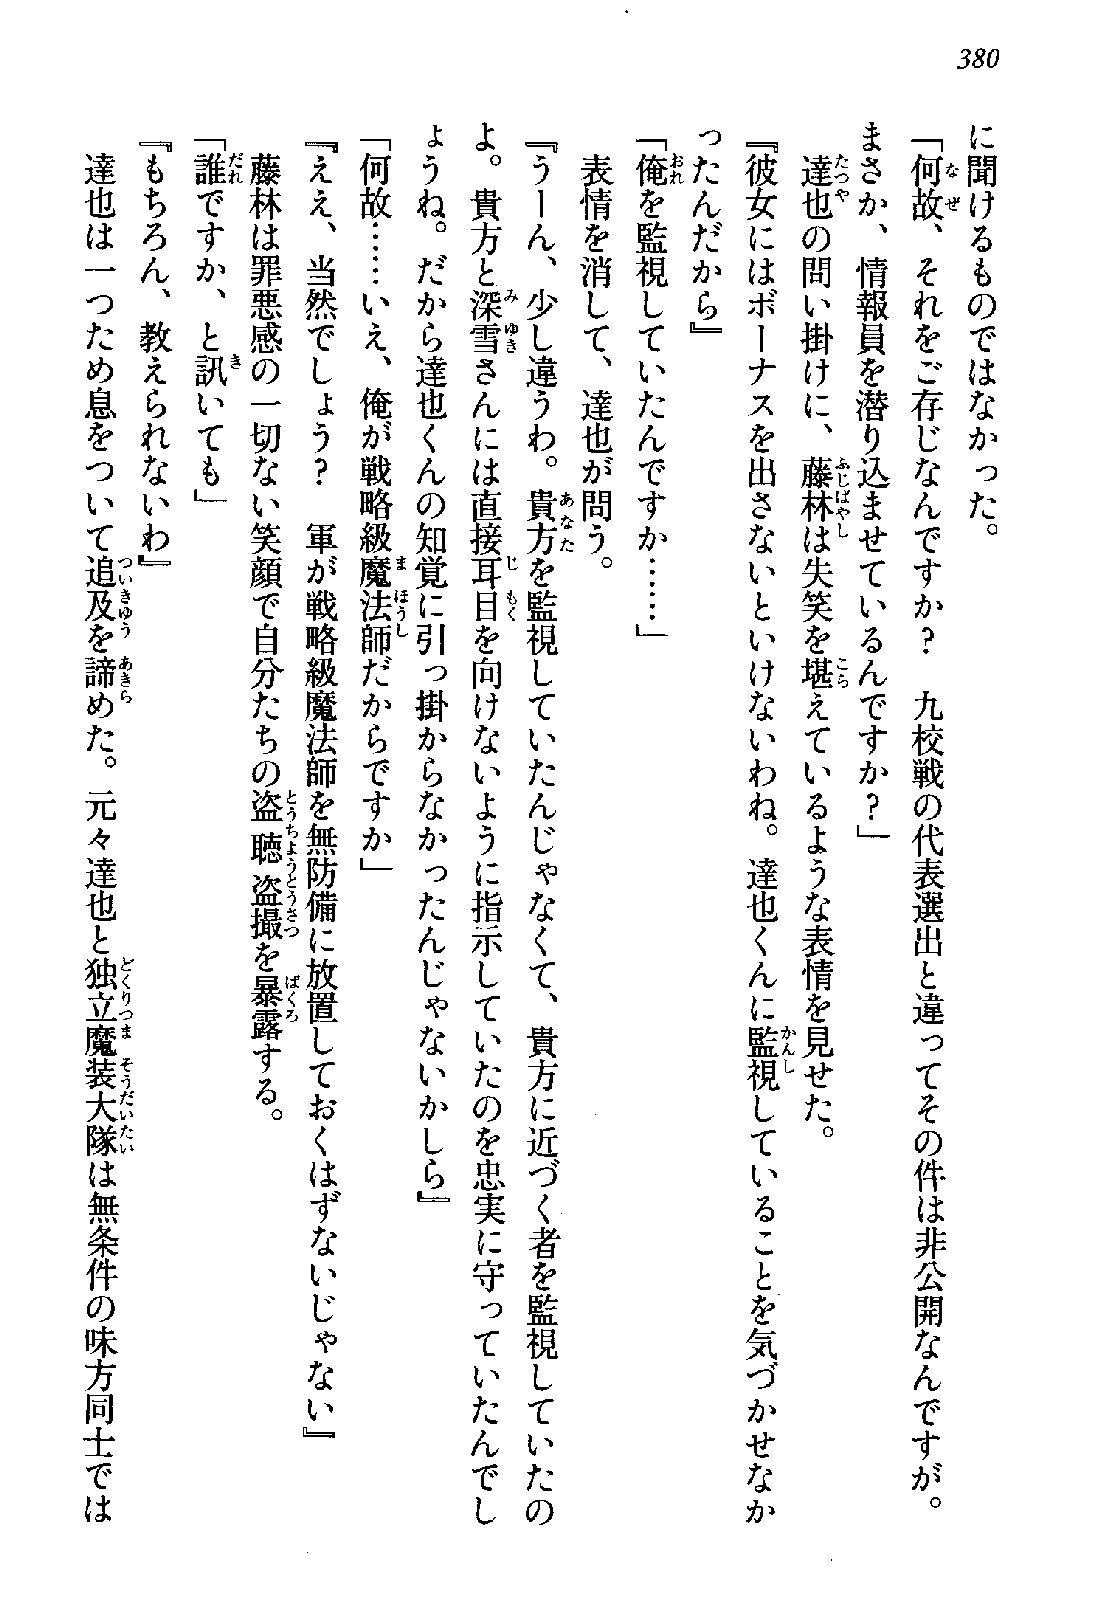 380
に聞けるものではなかった。
「何故、それをご存じなんですか？　九校戦の代表選出と違ってその件は非公開なんですが。
まさか、情報員を潜り込ませているんですか？」
達也の問い掛けに、藤林は失笑を堪えているような表情を見せた。
『彼女にはボーナスを出さないといけないわね。達也くんに監視していることを気づかせなか
ったんだから』
「俺を監視していたんですか……」
表情を消して、達也が問う。
『うーん、少し違うわ。貴方を監視していたんじゃなくて、貴方に近づく者を監視していたの
よ。貴方と深雪さんには直接耳目を向けないように指示していたのを忠実に守っていたんでし
ょうね。だから達也くんの知覚に引っ掛からなかったんじゃないかしら』
「何故……いえ、俺が戦略級魔法師だからですか」
『ええ、当然でしょう？　軍が戦略級魔法師を無防備に放置しておくはずないじゃない』
藤林は罪悪感の一切ない笑顔で自分たちの盗聴盗撮を暴露する。
「誰ですか、と訊いても」
『もちろん、教えられないわ』
達也は一つため息をついて追及を諦めた。元々達也と独立魔装大隊は無条件の味方同士では